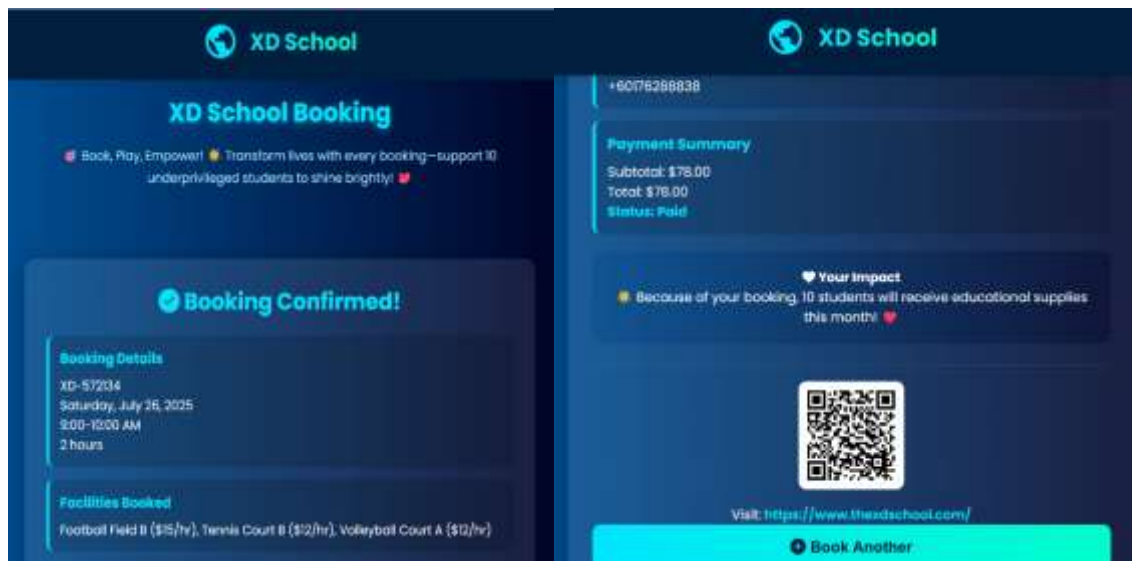 XD School
XD School Booking
🎯 Book, Play, Empower! 🌟 Transform lives with every booking—support 10
underprivileged students to shine brightly! 💖
Booking Confirmed!
Booking Details
XD-572134
Saturday, July 26, 2025
9:00-10:00 AM
2 hours
Facilities Booked
Football Field B ($15/hr), Tennis Court B ($12/hr), Volleyball Court A ($12/hr)
XD School
+60176288838
Payment Summary
Subtotal: $78.00
Total: $78.00
Status: Paid
Your Impact
🌟 Because of your booking, 10 students will receive educational supplies
this month! 💖
Visit: https://www.thexdschool.com/
Book Another